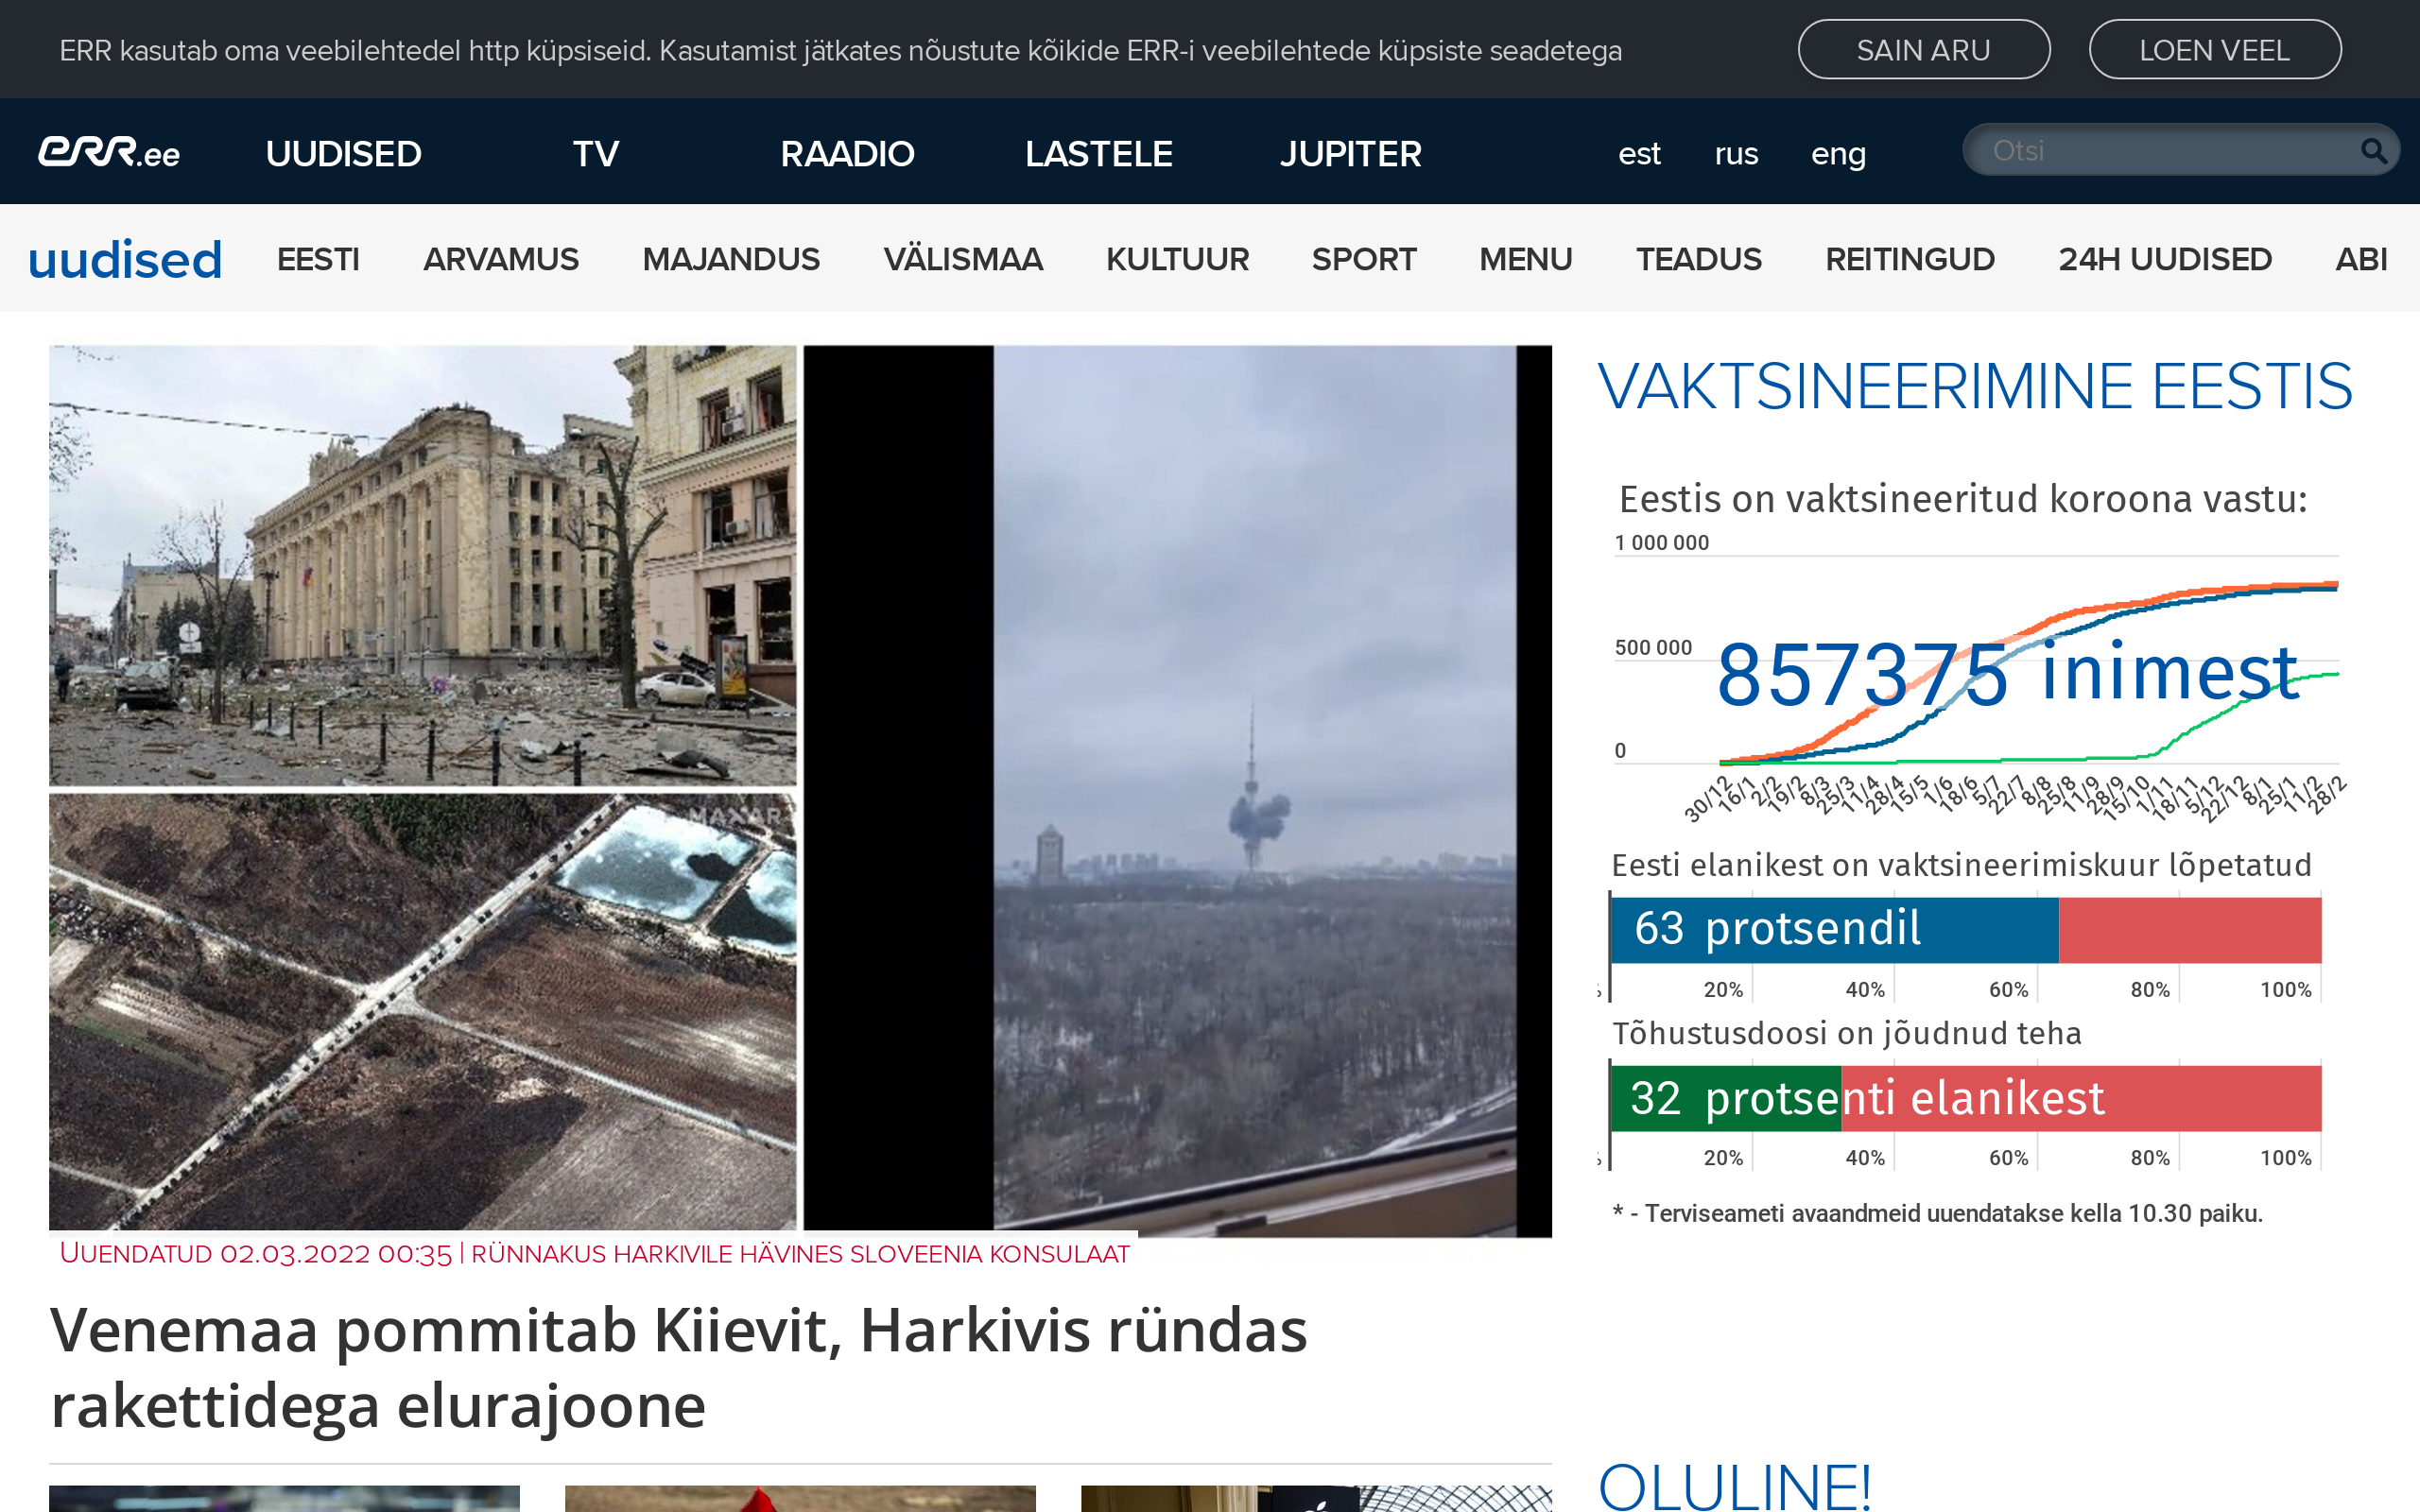 ERR kasutab oma veebilehtedel http küpsiseid. Kasutamist jätkates nõustute kõikide ERR-i veebilehtede küpsiste seadetega
SAIN ARU
LOEN VEEL
err.ee
UUDISED
TV
RAADIO
LASTELE
JUPITER
est
rus
eng
Otsi
uudised
EESTI
ARVAMUS
MAJANDUS
VÄLISMAA
KULTUUR
SPORT
MENU
TEADUS
REITINGUD
24H UUDISED
ABI
MAXAR
UUENDATUD 02.03.2022 00:35 | RÜNNAKUS HARKIVILE HÄVINES SLOVEENIA KONSULAAT
Venemaa pommitab Kiievit, Harkivis ründas
rakettidega elurajoone
VAKTSINEERIMINE EESTIS
Eestis on vaktsineeritud koroona vastu:
1 000 000
500 000
0
857375 inimest
30/12 16/1 2/2 19/2 8/3 25/3 11/4 28/4 15/5 1/6 18/6 5/7 22/7 8/8 25/8 11/9 28/9 15/10 1/11 18/11 5/12 22/12 8/1 25/1 11/2 28/2
Eesti elanikest on vaktsineerimiskuur lõpetatud
63 protsendil
20% 40% 60% 80% 100%
Tõhustusdoosi on jõudnud teha
32 protsenti elanikest
20% 40% 60% 80% 100%
* - Terviseameti avaandmeid uuendatakse kella 10.30 paiku.
OLULINE!